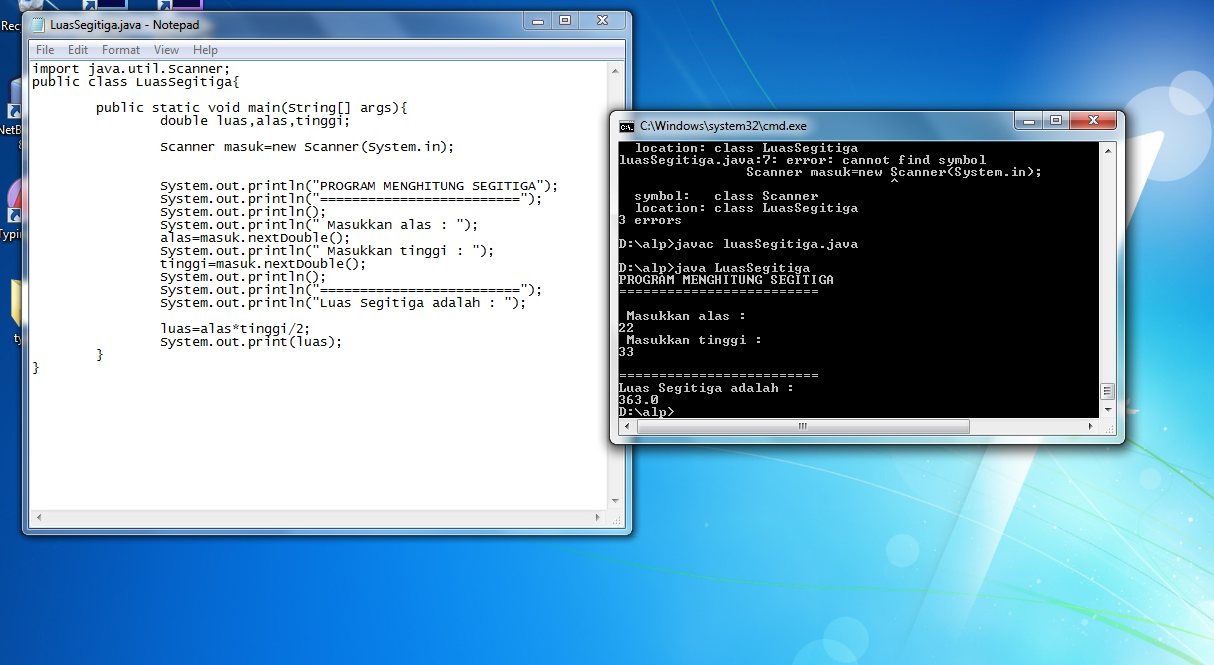 Rec
NetB
8
Typin
ty
LuasSegitiga.java - Notepad
File Edit Format View Help
import java.util.Scanner;
public class LuasSegitiga{
public static void main(String[] args){
double luas,alas,tinggi;
Scanner masuk=new Scanner(System.in);
System.out.println("PROGRAM MENGHITUNG SEGITIGA");
System.out.println("=========================");
System.out.println();
System.out.println(" Masukkan alas : ");
alas=masuk.nextDouble();
System.out.println(" Masukkan tinggi : ");
tinggi=masuk.nextDouble();
System.out.println();
System.out.println("=========================");
System.out.println("Luas Segitiga adalah : ");
luas=alas*tinggi/2;
System.out.print(luas);
}
}
C:\Windows\system32\cmd.exe
location: class LuasSegitiga
luasSegitiga.java:7: error: cannot find symbol
Scanner masuk=new Scanner(System.in);
^
symbol: class Scanner
location: class LuasSegitiga
3 errors
D:\alp>javac luasSegitiga.java
D:\alp>java LuasSegitiga
PROGRAM MENGHITUNG SEGITIGA
=========================
Masukkan alas :
22
Masukkan tinggi :
33
=========================
Luas Segitiga adalah :
363.0
D:\alp>